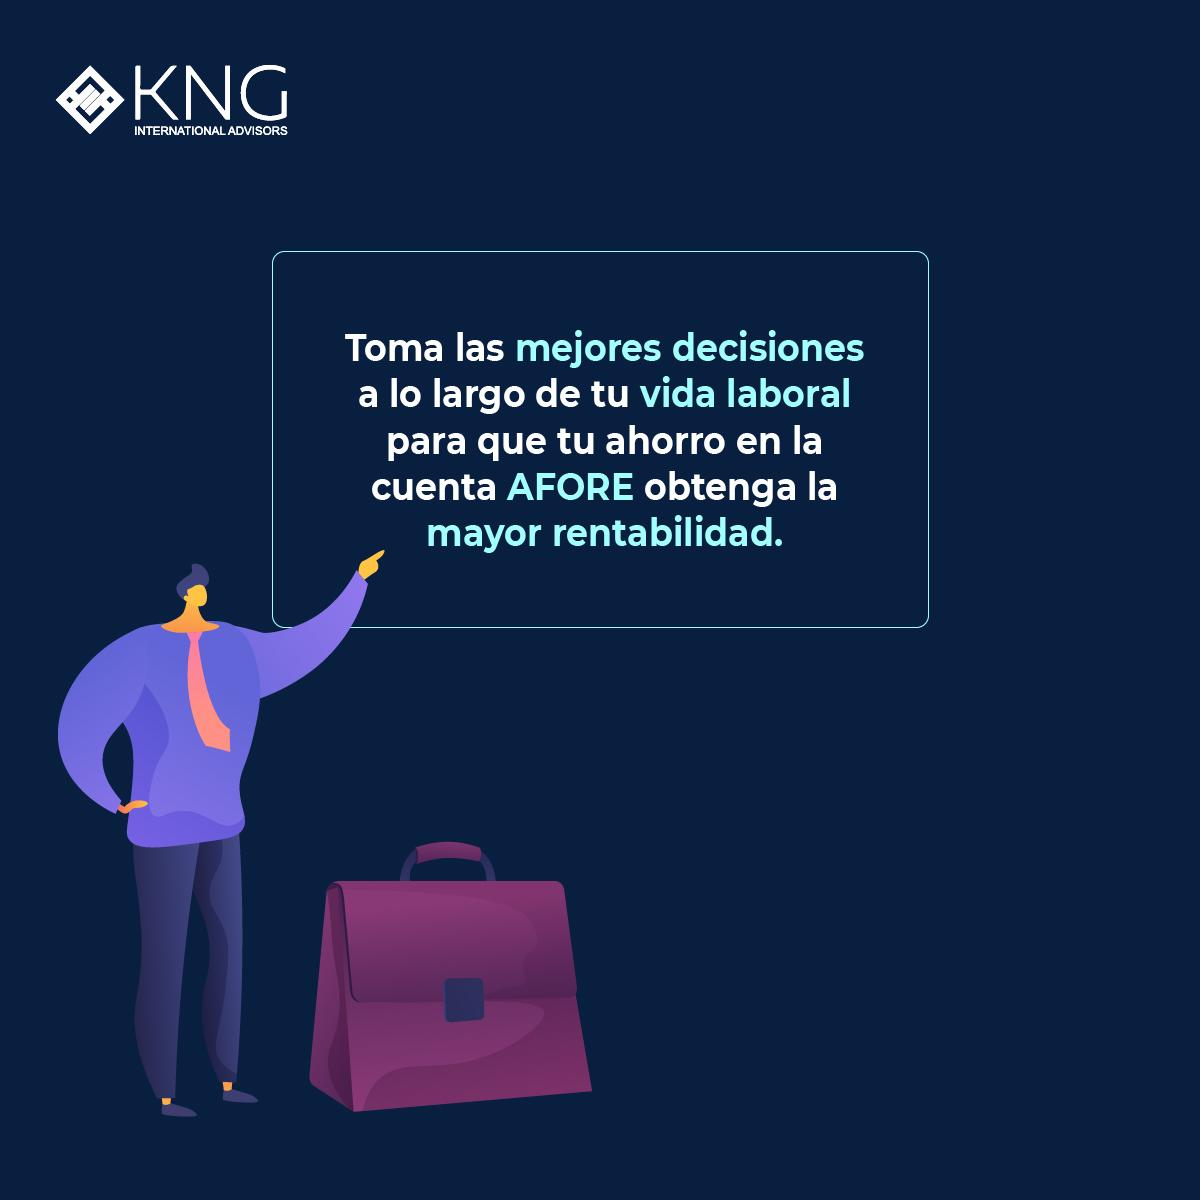 KNG
INTERNATIONAL ADVISORS
Toma las mejores decisiones
a lo largo de tu vida laboral
para que tu ahorro en la
cuenta AFORE obtenga la
mayor rentabilidad.